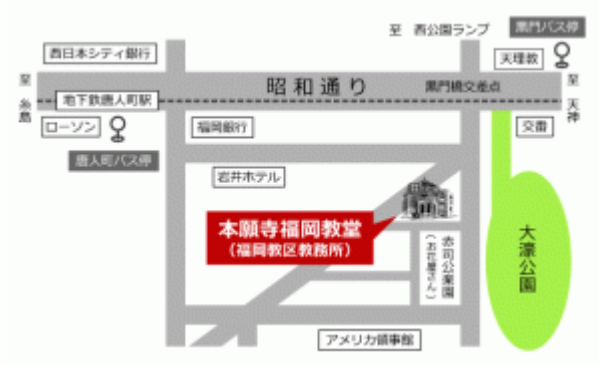 至 西公園ランプ
黒門バス停
西日本シティ銀行
天理教
至 糸島
昭和通り
黒門橋交差点
至 天神
地下鉄唐人町駅
ローソン
福岡銀行
交番
唐人町バス停
岩井ホテル
本願寺福岡教堂
（福岡教区教務所）
赤司公楽園
（お花屋さん）
大濠公園
アメリカ領事館